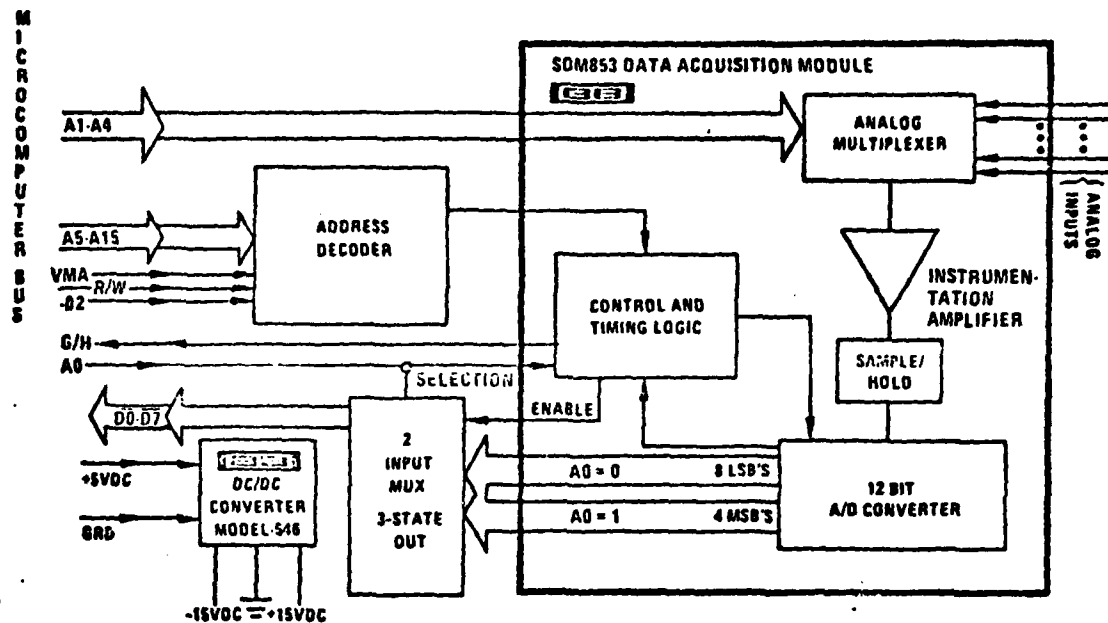 MICROCOMPUTER BUS
SDM853 DATA ACQUISITION MODULE
A1-A4
ANALOG
MULTIPLEXER
ANALOG
INPUTS
A5-A15
ADDRESS
DECODER
VMA
R/W
INSTRUMEN-
TATION
AMPLIFIER
CONTROL AND
TIMING LOGIC
G/H
A0
SELECTION
SAMPLE/
HOLD
ENABLE
D0-D7
2
INPUT
MUX
3-STATE
OUT
A0 = 0
8 LSB'S
A0 = 1
4 MSB'S
12 BIT
A/D CONVERTER
+5VDC
GRD
DC/DC
CONVERTER
MODEL-546
-15VDC
+15VDC